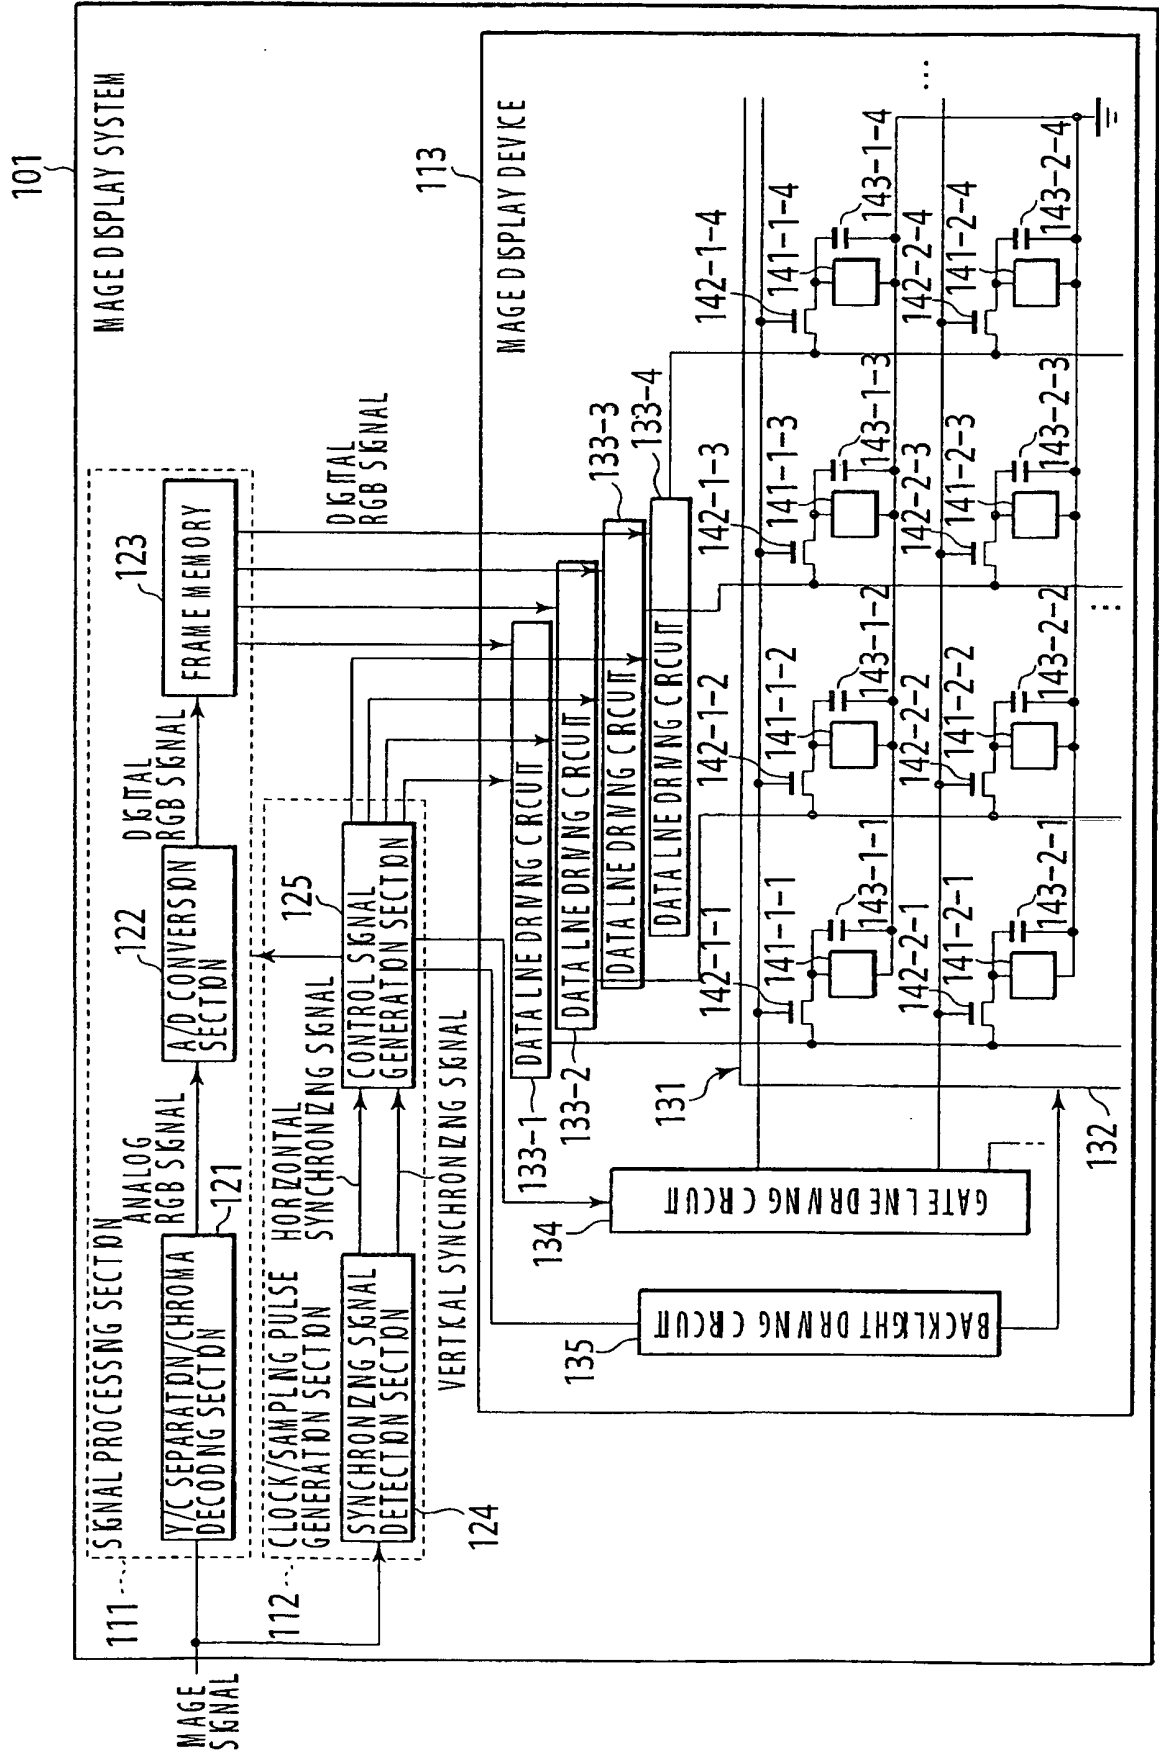 101
IMAGE DISPLAY SYSTEM
IMAGE
SIGNAL
111
SIGNAL PROCESSING SECTION
Y/C SEPARATION/CHROMA
DECODING SECTION
121
ANALOG
RGB SIGNAL
A/D CONVERSION
SECTION
122
DIGITAL
RGB SIGNAL
FRAME MEMORY
123
112
CLOCK/SAMPLING PULSE
GENERATION SECTION
SYNCHRONIZING SIGNAL
DETECTION SECTION
124
HORIZONTAL
SYNCHRONIZING SIGNAL
VERTICAL SYNCHRONIZING SIGNAL
CONTROL SIGNAL
GENERATION SECTION
125
DIGITAL
RGB SIGNAL
113
IMAGE DISPLAY DEVICE
DATA LINE DRIVING CIRCUIT
133-1
DATA LINE DRIVING CIRCUIT
133-2
DATA LINE DRIVING CIRCUIT
133-3
DATA LINE DRIVING CIRCUIT
133-4
135
BACKLIGHT DRIVING CIRCUIT
134
GATE LINE DRIVING CIRCUIT
131
132
142-1-1
141-1-1
143-1-1
142-1-2
141-1-2
143-1-2
142-1-3
141-1-3
143-1-3
142-1-4
141-1-4
143-1-4
142-2-1
141-2-1
143-2-1
142-2-2
141-2-2
143-2-2
142-2-3
141-2-3
143-2-3
142-2-4
141-2-4
143-2-4